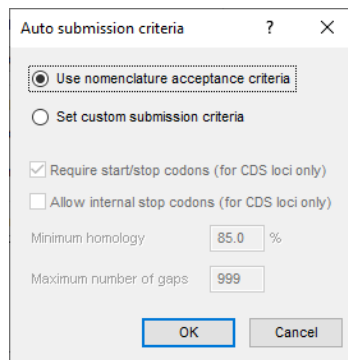 Auto submission criteria ?
Use nomenclature acceptance criteria
Set custom submission criteria
Require start/stop codons (for CDS loci only)
Allow internal stop codons (for CDS loci only)
Minimum homology 85.0 %
Maximum number of gaps 999
OK Cancel